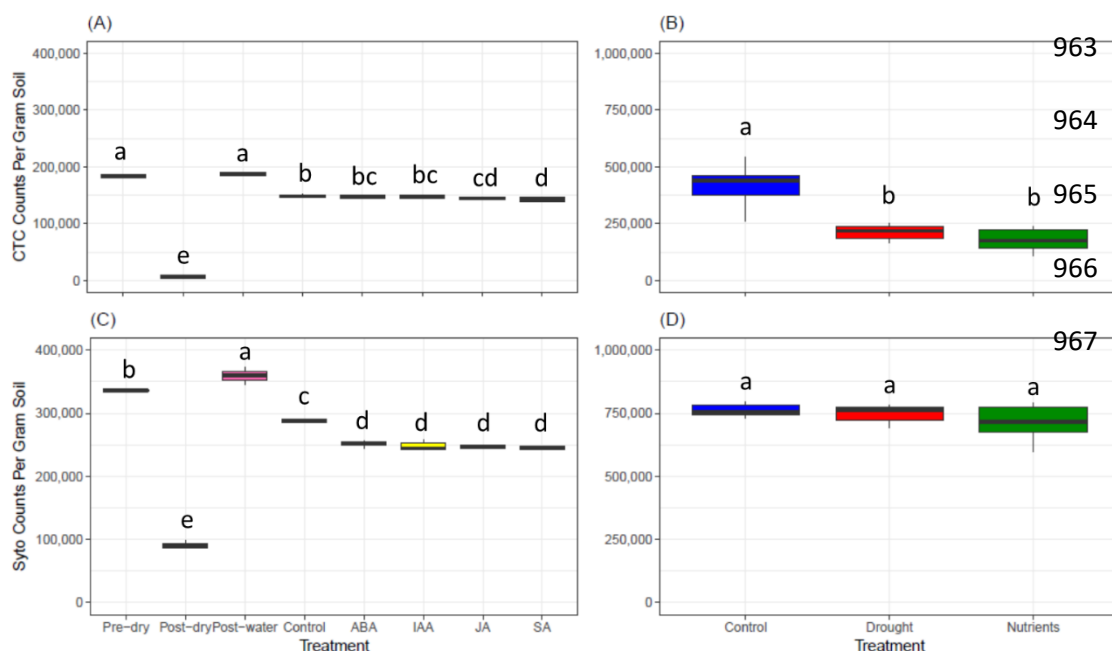 (A)
CTC Counts Per Gram Soil
400,000
300,000
200,000
100,000
0
a
e
a
b
bc
bc
cd
d
(B)
1,000,000
750,000
500,000
250,000
0
a
b
b
963
964
965
966
(C)
Syto Counts Per Gram Soil
400,000
300,000
200,000
100,000
0
b
e
a
c
d
d
d
d
Pre-dry Post-dry Post-water Control ABA IAA JA SA
Treatment
(D)
1,000,000
750,000
500,000
250,000
0
a
a
a
967
Control Drought Nutrients
Treatment